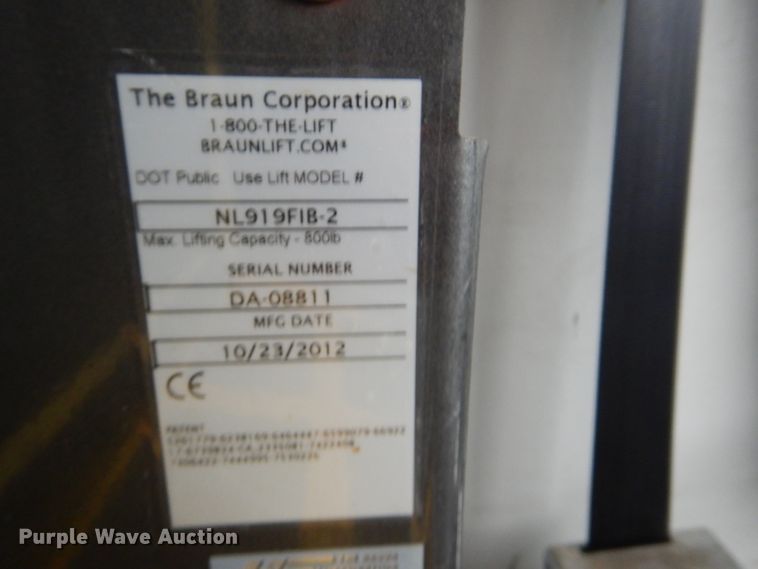 The Braun Corporation®
1-800-THE-LIFT
BRAUNLIFT.COM®
DOT Public Use Lift MODEL #
NL919FIB-2
Max. Lifting Capacity - 800lb
SERIAL NUMBER
DA-08811
MFG DATE
10/23/2012
CE
PATENT
Purple Wave Auction®